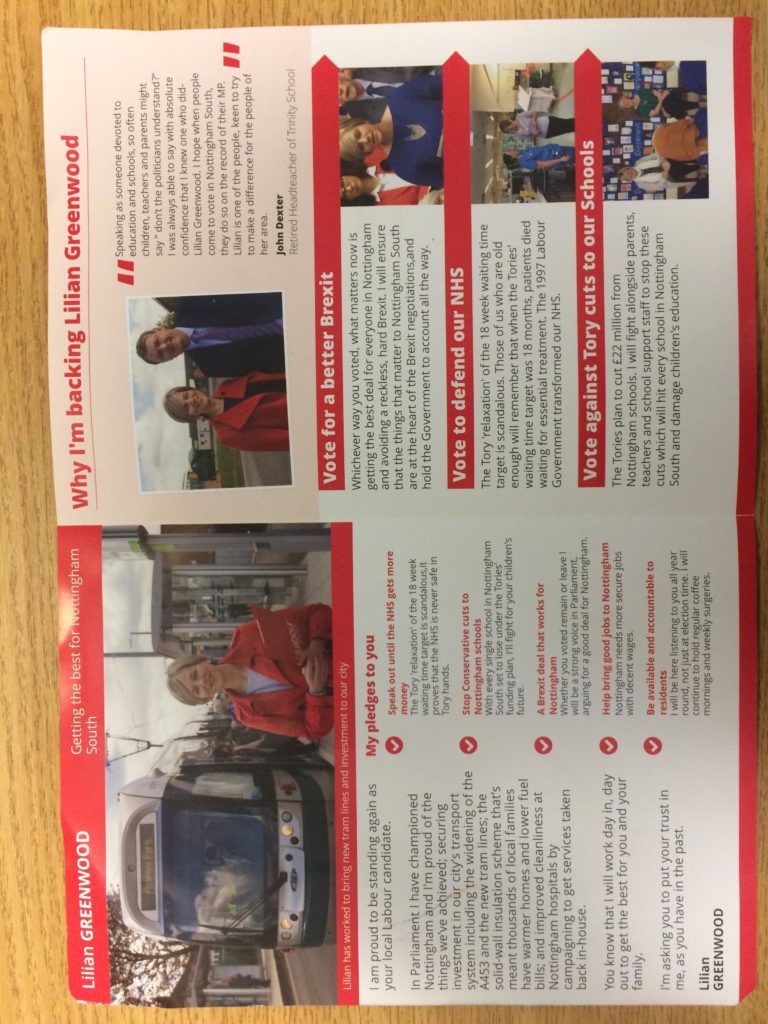 Lilian GREENWOOD
Getting the best for Nottingham
South
Lilian has worked to bring new tram lines and investment to our city
I am proud to be standing again as
your local Labour candidate.
In Parliament I have championed
Nottingham and I'm proud of the
things we've achieved; securing
investment in our city's transport
system including the widening of the
A453 and the new tram lines; the
solid-wall insulation scheme that's
meant thousands of local families
have warmer homes and lower fuel
bills; and improved cleanliness at
Nottingham hospitals by
campaigning to get services taken
back in-house.
You know that I will work day in, day
out to get the best for you and your
family.
I'm asking you to put your trust in
me, as you have in the past.
Lilian
GREENWOOD
My pledges to you
Speak out until the NHS gets more
money
The Tory 'relaxation' of the 18 week
waiting time target is scandalous,it
proves that the NHS is never safe in
Tory hands.
Stop Conservative cuts to
Nottingham schools
With every single school in Nottingham
South set to lose under the Tories'
funding plan, I'll fight for your children's
future.
A Brexit deal that works for
Nottingham
Whether you voted remain or leave I
will be a strong voice in Parliament,
arguing for a good deal for Nottingham.
Help bring good jobs to Nottingham
Nottingham needs more secure jobs
with decent wages.
Be available and accountable to
residents
I will be here listening to you all year
round, not just at election time. I will
continue to hold regular coffee
mornings and weekly surgeries.
Why I'm backing Lilian Greenwood
Speaking as someone devoted to
education and schools, so often
children, teachers and parents might
say " don't the politicians understand?"
I was always able to say with absolute
confidence that I knew one who did-
Lilian Greenwood. I hope when people
come to vote in Nottingham South,
they do so on the record of their MP.
Lilian is one of the people, keen to try
to make a difference for the people of
her area.
John Dexter
Retired Headteacher of Trinity School
Vote for a better Brexit
Whichever way you voted, what matters now is
getting the best deal for everyone in Nottingham
and avoiding a reckless, hard Brexit. I will ensure
that the things that matter to Nottingham South
are at the heart of the Brexit negotiations,and
hold the Government to account all the way.
Vote to defend our NHS
The Tory 'relaxation' of the 18 week waiting time
target is scandalous. Those of us who are old
enough will remember that when the Tories'
waiting time target was 18 months, patients died
waiting for essential treatment. The 1997 Labour
Government transformed our NHS.
Vote against Tory cuts to our Schools
The Tories plan to cut £22 million from
Nottingham schools. I will fight alongside parents,
teachers and school support staff to stop these
cuts which will hit every school in Nottingham
South and damage children's education.